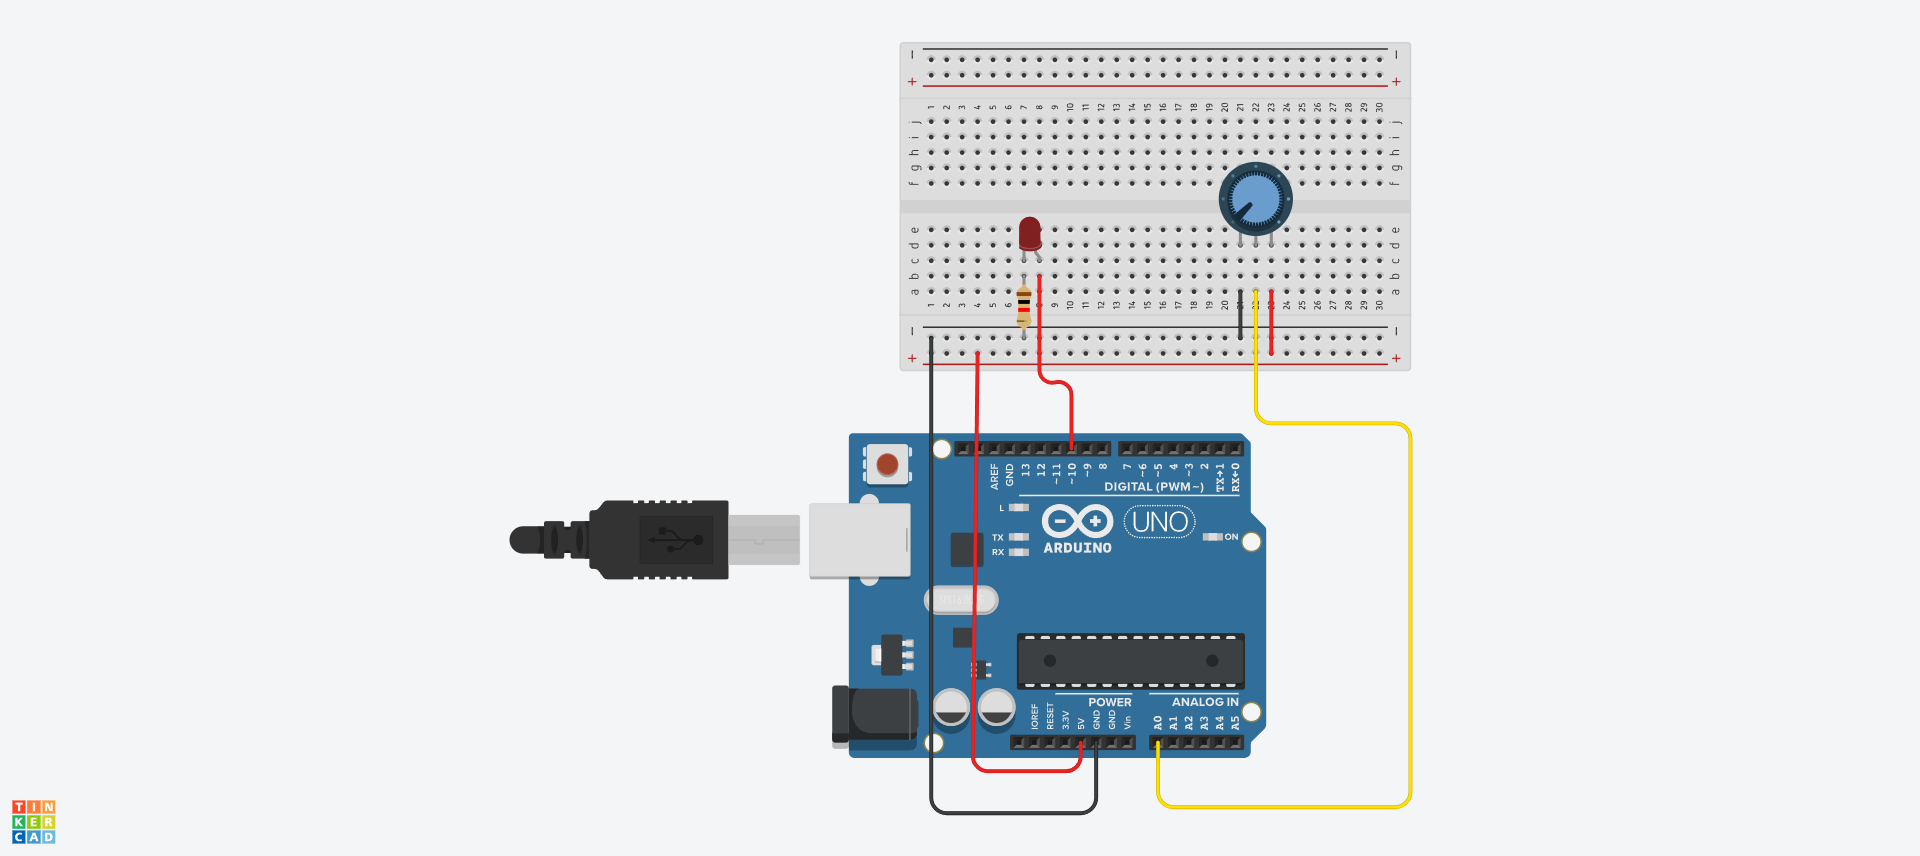 − −
+ +
1 2 3 4 5 6 7 8 9 10 11 12 13 14 15 16 17 18 19 20 21 22 23 24 25 26 27 28 29 30
j j
i i
h h
g g
f f
e e
d d
c c
b b
a a
1 2 3 4 5 6 9 10 11 12 13 14 15 16 17 18 19 20 24 25 26 27 28 29 30
− −
+ +
AREF GND 13 12 ~11 ~10 ~9 8 7 ~6 ~5 4 ~3 2 TX→1 RX←0
DIGITAL (PWM~)
L
TX
RX
ARDUINO
UNO
ON
POWER
ANALOG IN
IOREF RESET 3.3V 5V GND GND Vin A0 A1 A2 A3 A4 A5
TIN
KER
CAD